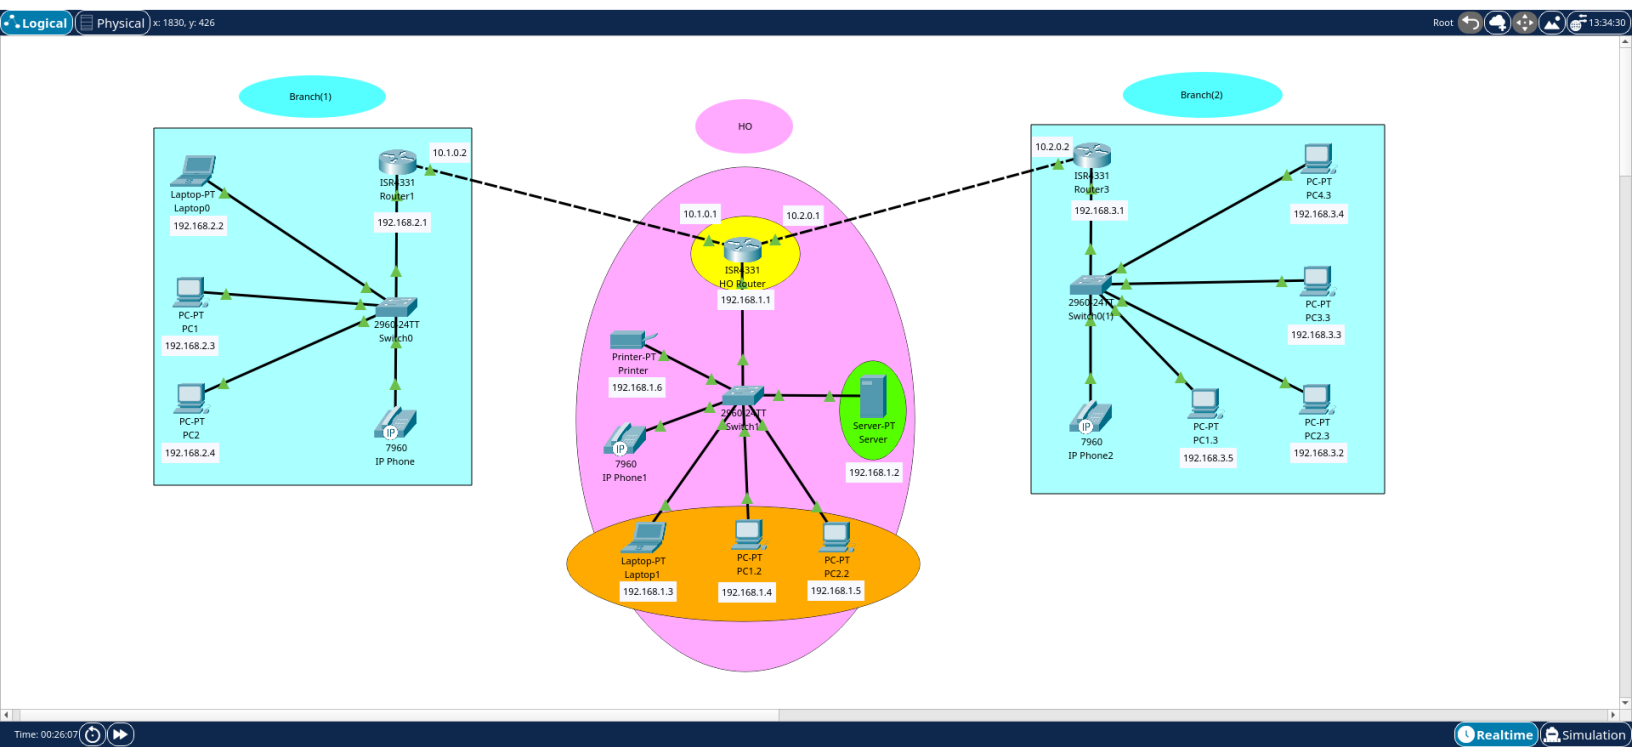 Logical Physical x: 1830, y: 426 Root 13:34:30
Branch(1)
10.1.0.2
ISR4331
Router1
192.168.2.1
Laptop-PT
Laptop0
192.168.2.2
PC-PT
PC1
192.168.2.3
2960-24TT
Switch0
PC-PT
PC2
192.168.2.4
IP
7960
IP Phone
HO
10.1.0.1
10.2.0.1
ISR4331
HO Router
192.168.1.1
Printer-PT
Printer
192.168.1.6
2960-24TT
Switch1
Server-PT
Server
192.168.1.2
IP
7960
IP Phone1
Laptop-PT
Laptop1
192.168.1.3
PC-PT
PC1.2
192.168.1.4
PC-PT
PC2.2
192.168.1.5
Branch(2)
10.2.0.2
ISR4331
Router3
192.168.3.1
PC-PT
PC4.3
192.168.3.4
2960-24TT
Switch0(1)
PC-PT
PC3.3
192.168.3.3
IP
7960
IP Phone2
PC-PT
PC1.3
192.168.3.5
PC-PT
PC2.3
192.168.3.2
Time: 00:26:07 Realtime Simulation